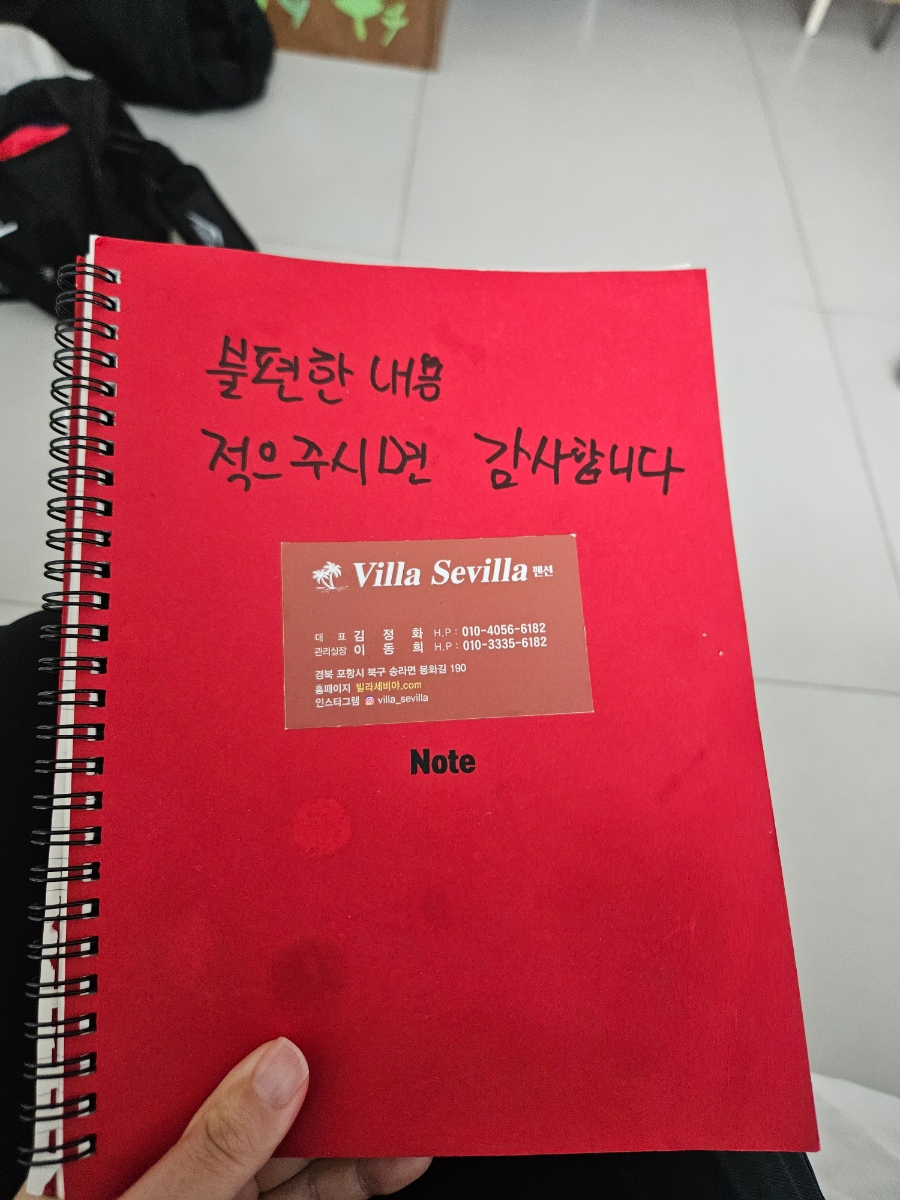 불편한 내용
적으주시면 감사합니다
Villa Sevilla 펜션
대 표 김 정 화 H.P : 010-4056-6182
관리실장 이 동 희 H.P : 010-3335-6182
경북 포항시 북구 송라면 봉화길 190
홈페이지 빌라세비야.com
인스타그램 villa_sevilla
Note